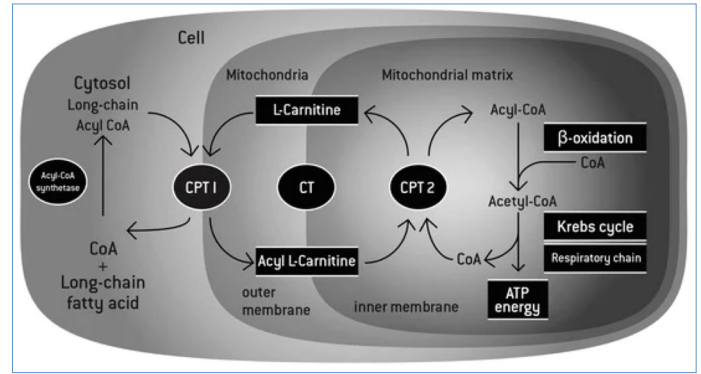 Cell
Cytosol
Long-chain
Acyl CoA
Acyl-CoA
synthetase
CoA
+
Long-chain
fatty acid
CPT 1
Mitochondria
L-Carnitine
CT
Acyl L-Carnitine
outer
membrane
Mitochondrial matrix
CPT 2
inner membrane
Acyl-CoA
β-oxidation
CoA
Acetyl-CoA
Krebs cycle
CoA
Respiratory chain
ATP
energy